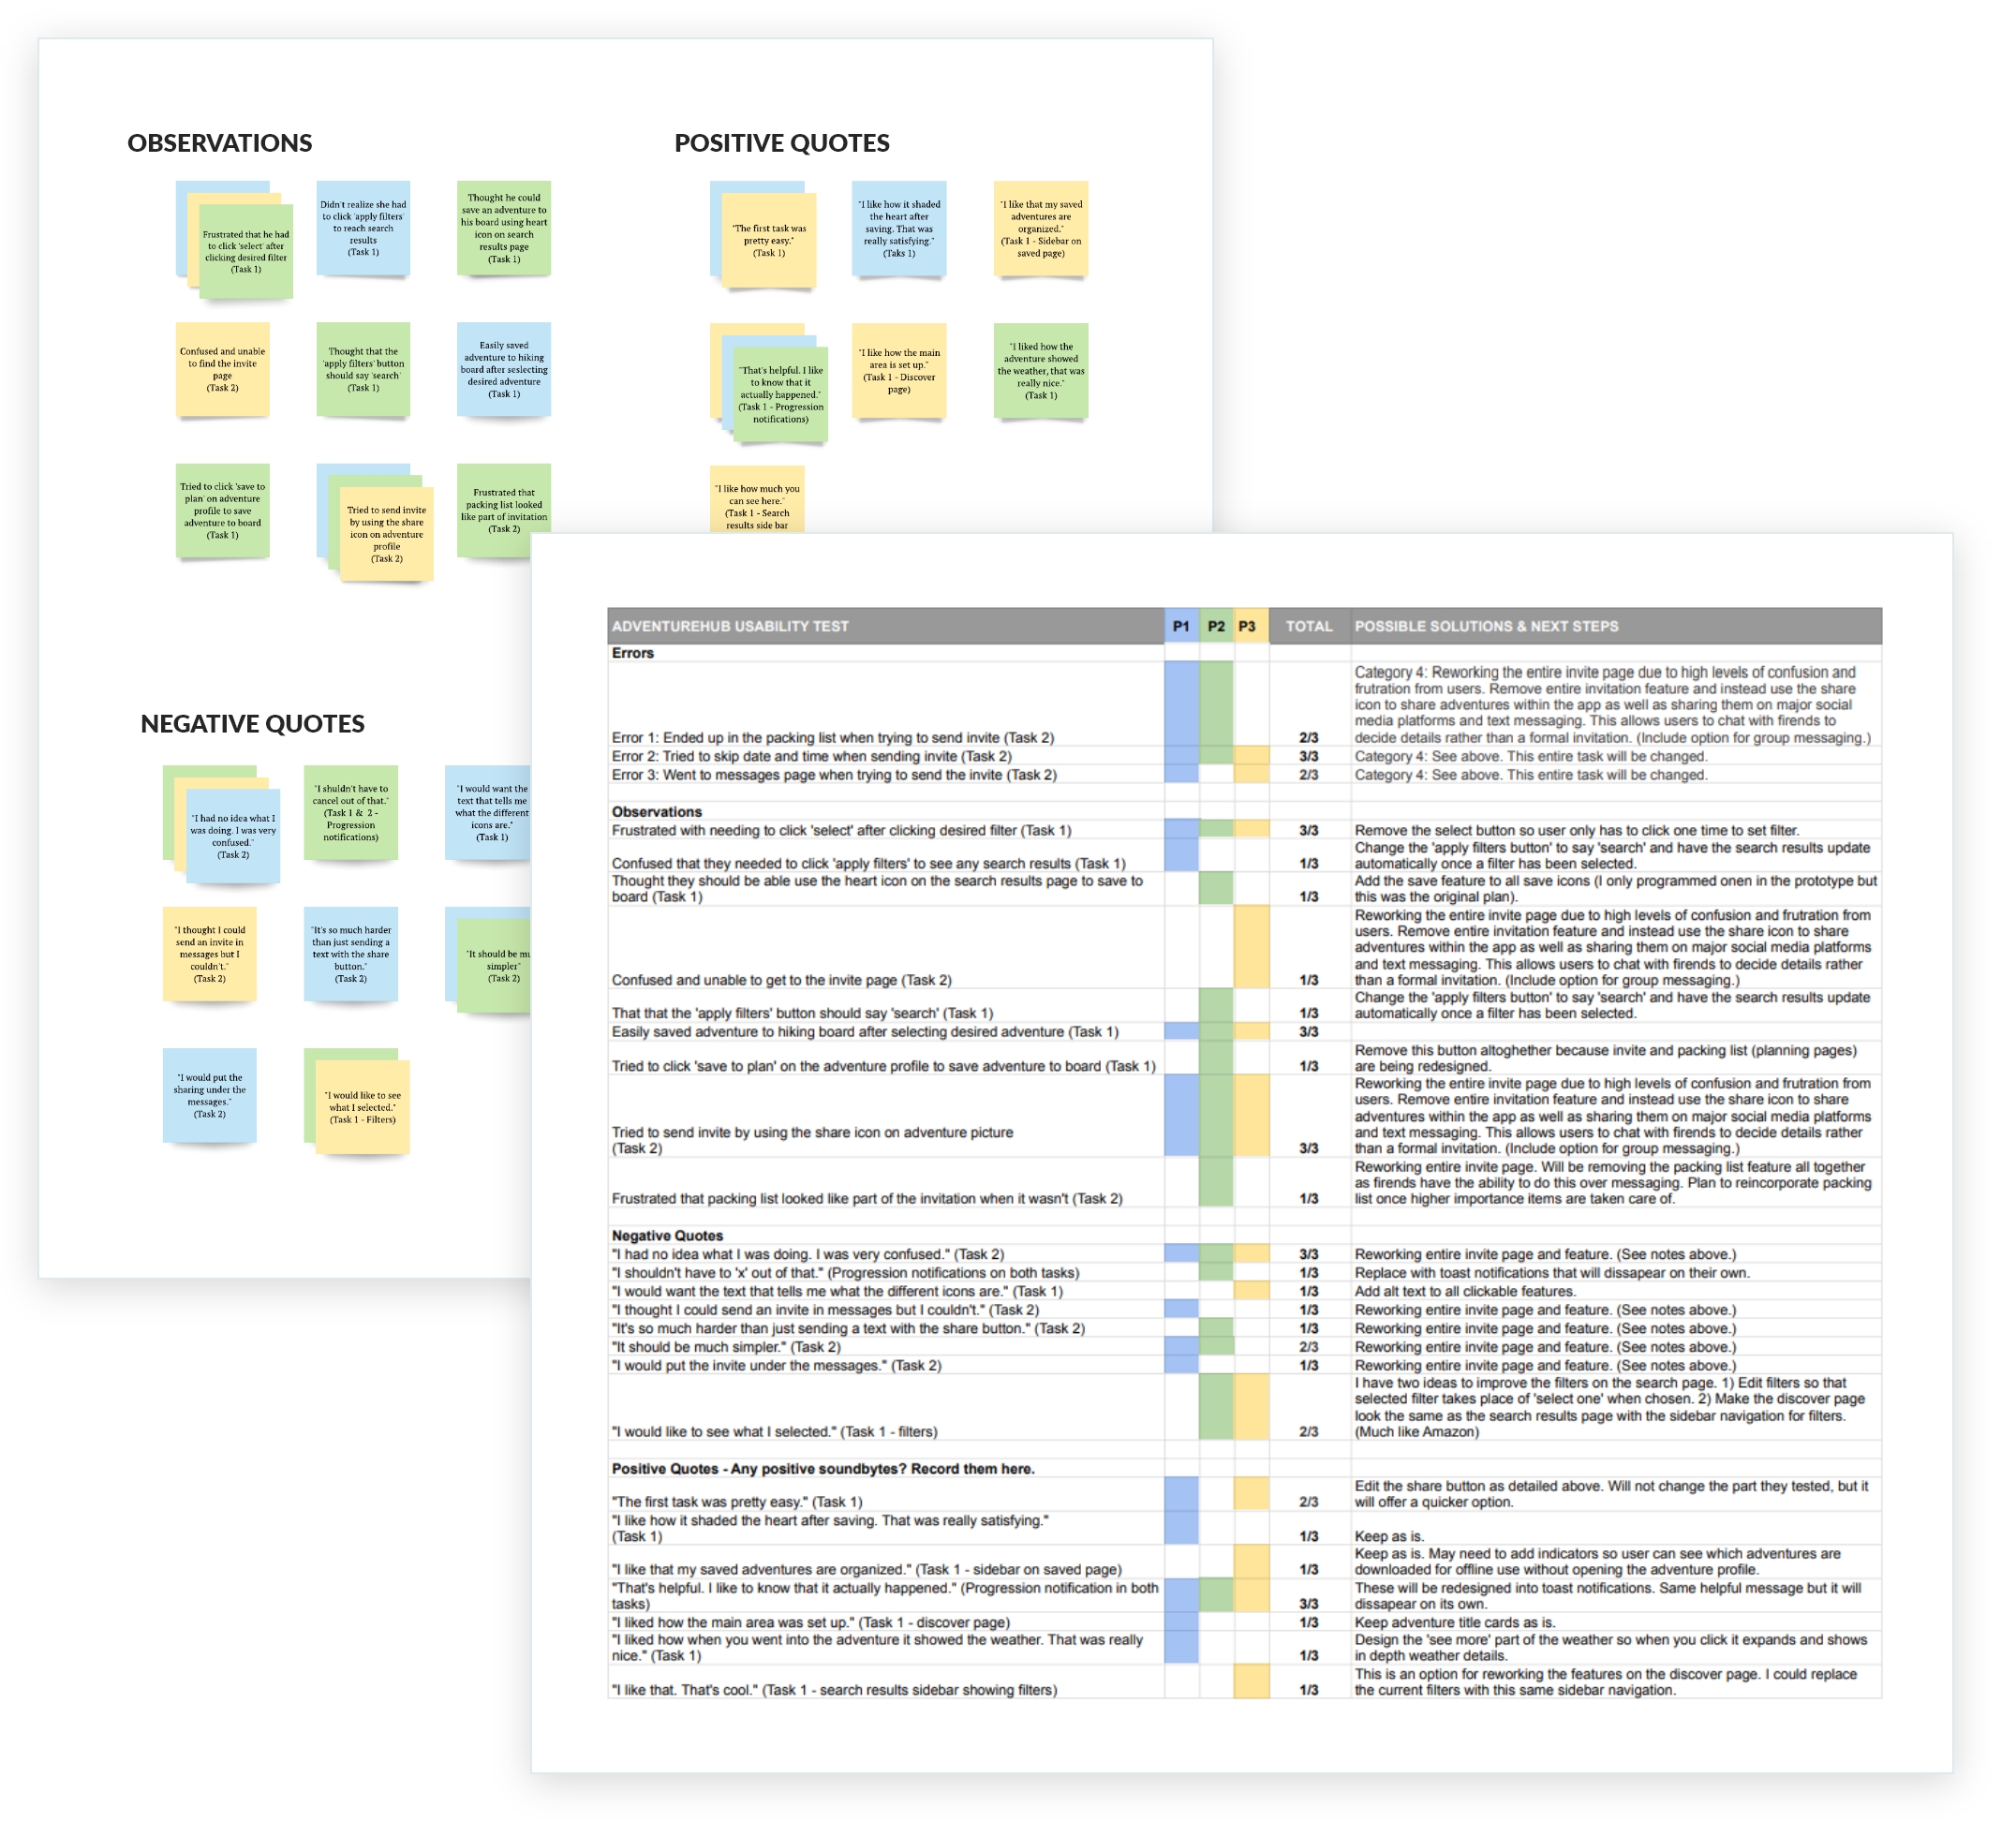 OBSERVATIONS
Frustrated that he had
to click 'select' after
clicking desired filter
(Task 1)
Didn't realize she had
to click 'apply filters'
to reach search
results
(Task 1)
Thought he could
save an adventure to
his board using heart
icon on search
results page
(Task 1)
Confused and unable
to find the invite
page
(Task 2)
Thought that the
'apply filters' button
should say 'search'
(Task 1)
Easily saved
adventure to hiking
board after seslecting
desired adventure
(Task 1)
Tried to click 'save to
plan' on adventure
profile to save
adventure to board
(Task 1)
Tried to send invite
by using the share
icon on adventure
profile
(Task 2)
Frustrated that
packing list looked
like part of invitation
(Task 2)
POSITIVE QUOTES
"The first task was
pretty easy."
(Task 1)
"I like how it shaded
the heart after
saving. That was
really satisfying."
(Taks 1)
"I like that my saved
adventures are
organized."
(Task 1 - Sidebar on
saved page)
"That's helpful. I like
to know that it
actually happened."
(Task 1 - Progression
notifications)
"I like how the main
area is set up."
(Task 1 - Discover
page)
"I liked how the
adventure showed
the weather, that was
really nice."
(Task 1)
"I like how much you
can see here."
(Task 1 - Search
results side bar
NEGATIVE QUOTES
"I had no idea what I
was doing. I was very
confused."
(Task 2)
"I shuldn't have to
cancel out of that."
(Task 1 & 2 -
Progression
notifications)
"I would want the
text that tells me
what the different
icons are."
(Task 1)
"I thought I could
send an invite in
messages but I
couldn't."
(Task 2)
"It's so much harder
than just sending a
text with the share
button."
(Task 2)
"It should be mu
simpler"
(Task 2)
"I would put the
sharing under the
messages."
(Task 2)
"I would like to see
what I selected."
(Task 1 - Filters)
ADVENTUREHUB USABILITY TEST P1 P2 P3 TOTAL POSSIBLE SOLUTIONS & NEXT STEPS
Errors
Category 4: Reworking the entire invite page due to high levels of confusion and
frutration from users. Remove entire invitation feature and instead use the share
icon to share adventures within the app as well as sharing them on major social
media platforms and text messaging. This allows users to chat with firends to
Error 1: Ended up in the packing list when trying to send invite (Task 2) 2/3 decide details rather than a formal invitation. (Include option for group messaging.)
Error 2: Tried to skip date and time when sending invite (Task 2) 3/3 Category 4: See above. This entire task will be changed.
Error 3: Went to messages page when trying to send the invite (Task 2) 2/3 Category 4: See above. This entire task will be changed.
Observations
Frustrated with needing to click 'select' after clicking desired filter (Task 1) 3/3 Remove the select button so user only has to click one time to set filter.
Change the 'apply filters button' to say 'search' and have the search results update
Confused that they needed to click 'apply filters' to see any search results (Task 1) 1/3 automatically once a filter has been selected.
Thought they should be able use the heart icon on the search results page to save to Add the save feature to all save icons (I only programmed onen in the prototype but
board (Task 1) 1/3 this was the original plan).
Reworking the entire invite page due to high levels of confusion and frutration from
users. Remove entire invitation feature and instead use the share icon to share
adventures within the app as well as sharing them on major social media platforms
and text messaging. This allows users to chat with firends to decide details rather
Confused and unable to get to the invite page (Task 2) 1/3 than a formal invitation. (Include option for group messaging.)
Change the 'apply filters button' to say 'search' and have the search results update
That that the 'apply filters' button should say 'search' (Task 1) 1/3 automatically once a filter has been selected.
Easily saved adventure to hiking board after selecting desired adventure (Task 1) 3/3
Remove this button altoghether because invite and packing list (planning pages)
Tried to click 'save to plan' on the adventure profile to save adventure to board (Task 1) 1/3 are being redesigned.
Reworking the entire invite page due to high levels of confusion and frutration from
users. Remove entire invitation feature and instead use the share icon to share
adventures within the app as well as sharing them on major social media platforms
Tried to send invite by using the share icon on adventure picture and text messaging. This allows users to chat with firends to decide details rather
(Task 2) 3/3 than a formal invitation. (Include option for group messaging.)
Reworking entire invite page. Will be removing the packing list feature all together
as firends have the ability to do this over messaging. Plan to reincorporate packing
Frustrated that packing list looked like part of the invitation when it wasn't (Task 2) 1/3 list once higher importance items are taken care of.
Negative Quotes
"I had no idea what I was doing. I was very confused." (Task 2) 3/3 Reworking entire invite page and feature. (See notes above.)
"I shouldn't have to 'x' out of that." (Progression notifications on both tasks) 1/3 Replace with toast notifications that will dissapear on their own.
"I would want the text that tells me what the different icons are." (Task 1) 1/3 Add alt text to all clickable features.
"I thought I could send an invite in messages but I couldn't." (Task 2) 1/3 Reworking entire invite page and feature. (See notes above.)
"It's so much harder than just sending a text with the share button." (Task 2) 1/3 Reworking entire invite page and feature. (See notes above.)
"It should be much simpler." (Task 2) 2/3 Reworking entire invite page and feature. (See notes above.)
"I would put the invite under the messages." (Task 2) 1/3 Reworking entire invite page and feature. (See notes above.)
I have two ideas to improve the filters on the search page. 1) Edit filters so that
selected filter takes place of 'select one' when chosen. 2) Make the discover page
look the same as the search results page with the sidebar navigation for filters.
"I would like to see what I selected." (Task 1 - filters) 2/3 (Much like Amazon)
Positive Quotes - Any positive soundbytes? Record them here.
Edit the share button as detailed above. Will not change the part they tested, but it
"The first task was pretty easy." (Task 1) 2/3 will offer a quicker option.
"I like how it shaded the heart after saving. That was really satisfying."
(Task 1) 1/3 Keep as is.
Keep as is. May need to add indicators so user can see which adventures are
"I like that my saved adventures are organized." (Task 1 - sidebar on saved page) 1/3 downloaded for offline use without opening the adventure profile.
"That's helpful. I like to know that it actually happened." (Progression notification in both These will be redesigned into toast notifications. Same helpful message but it will
tasks) 3/3 dissapear on its own.
"I liked how the main area was set up." (Task 1 - discover page) 1/3 Keep adventure title cards as is.
"I liked how when you went into the adventure it showed the weather. That was really Design the 'see more' part of the weather so when you click it expands and shows
nice." (Task 1) 1/3 in depth weather details.
This is an option for reworking the features on the discover page. I could replace
"I like that. That's cool." (Task 1 - search results sidebar showing filters) 1/3 the current filters with this same sidebar navigation.